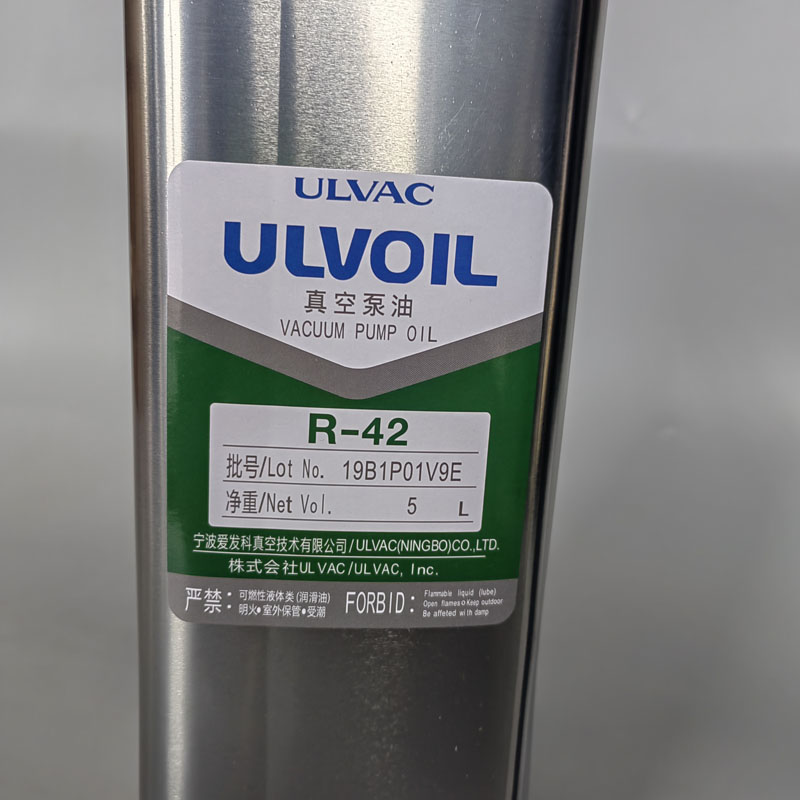 ULVAC
ULVOIL
真空泵油
VACUUM PUMP OIL
R-42
批号/Lot No. 19B1P01V9E
净重/Net Vol. 5 L
宁波爱发科真空技术有限公司/ULVAC(NINGBO)CO.,LTD.
株式会社ULVAC/ULVAC, Inc.
严禁: 可燃性液体类(润滑油)
明火•室外保管•受潮
FORBID: Flammable liquid (lube)
Open flames○Keep outdoor
Be affeted with damp